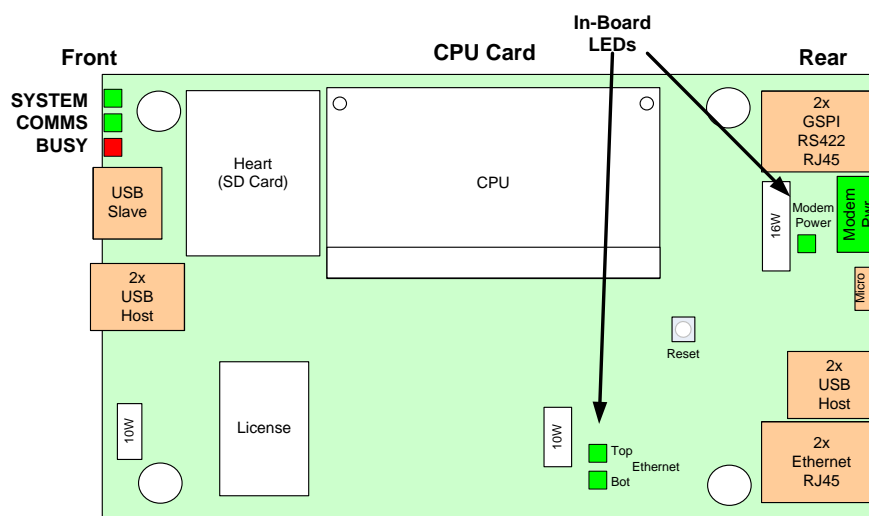 In-Board
LEDs
Front
CPU Card
Rear
SYSTEM
COMMS
BUSY
USB
Slave
2x
USB
Host
10W
Heart
(SD Card)
License
CPU
Reset
10W
Top
Ethernet
Bot
2x
GSPI
RS422
RJ45
16W
Modem
Power
Modem
Pwr
Micro
2x
USB
Host
2x
Ethernet
RJ45